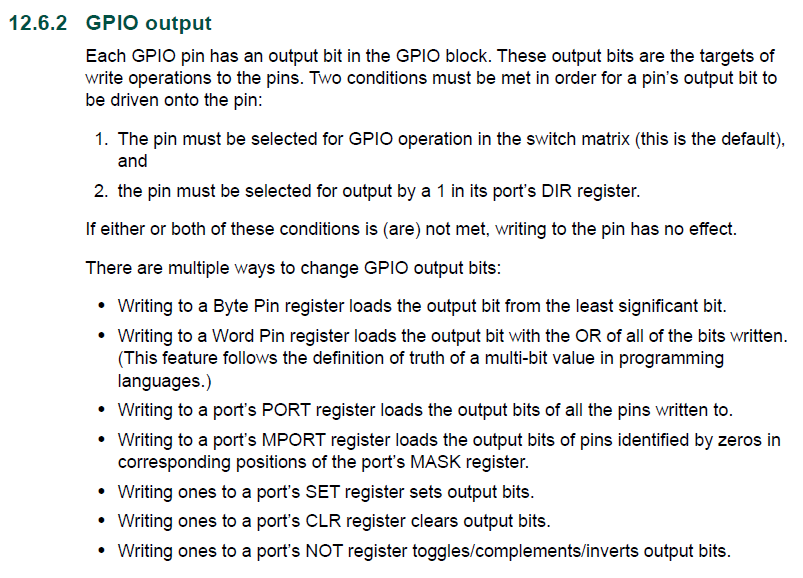 12.6.2 GPIO output
Each GPIO pin has an output bit in the GPIO block. These output bits are the targets of
write operations to the pins. Two conditions must be met in order for a pin's output bit to
be driven onto the pin:
1. The pin must be selected for GPIO operation in the switch matrix (this is the default),
and
2. the pin must be selected for output by a 1 in its port's DIR register.
If either or both of these conditions is (are) not met, writing to the pin has no effect.
There are multiple ways to change GPIO output bits:
• Writing to a Byte Pin register loads the output bit from the least significant bit.
• Writing to a Word Pin register loads the output bit with the OR of all of the bits written.
(This feature follows the definition of truth of a multi-bit value in programming
languages.)
• Writing to a port's PORT register loads the output bits of all the pins written to.
• Writing to a port's MPORT register loads the output bits of pins identified by zeros in
corresponding positions of the port's MASK register.
• Writing ones to a port's SET register sets output bits.
• Writing ones to a port's CLR register clears output bits.
• Writing ones to a port's NOT register toggles/complements/inverts output bits.